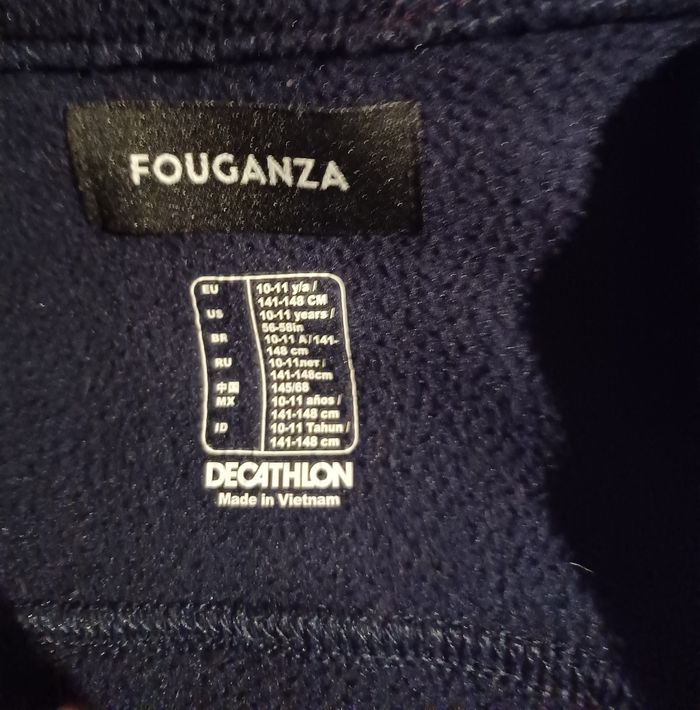 FOUGANZA
EU 10-11 y/a /
141-148 CM
US 10-11 years /
56-58in
BR 10-11 A/141-
148 cm
RU 10-11лет /
141-148cm
中国 145/68
MX 10-11 años /
141-148 cm
ID 10-11 Tahun /
141-148 cm
DECATHLON
Made in Vietnam